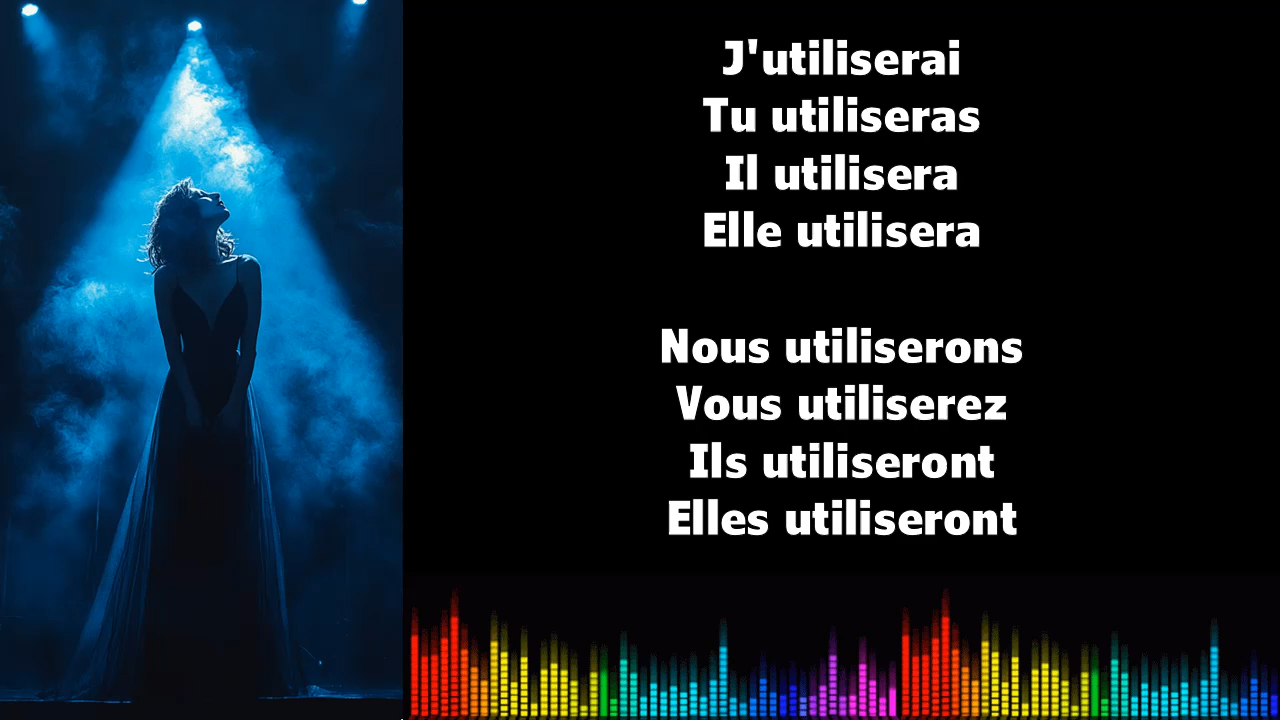 J'utiliserai
Tu utiliseras
Il utilisera
Elle utilisera
Nous utiliserons
Vous utiliserez
Ils utiliseront
Elles utiliseront